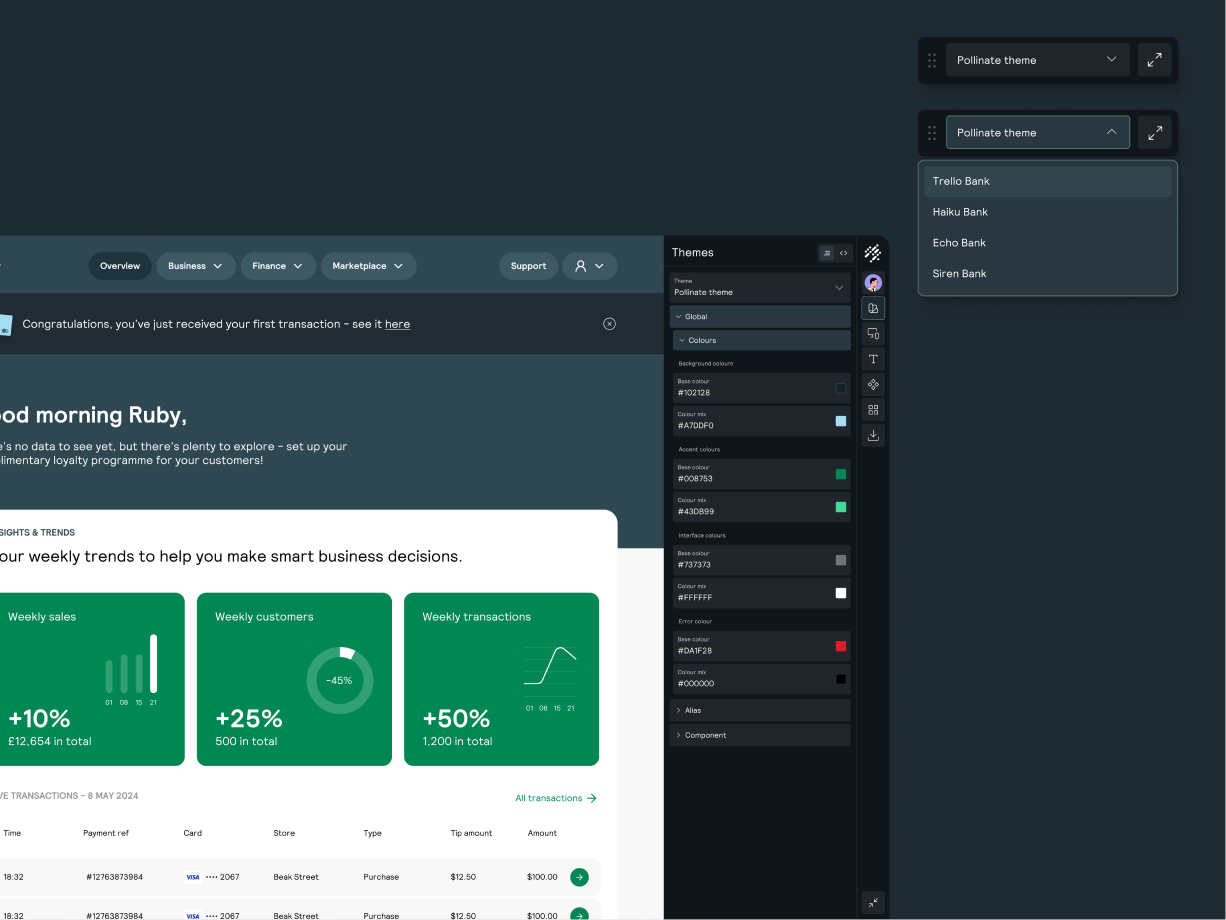 Pollinate theme
Pollinate theme
Trello Bank
Haiku Bank
Echo Bank
Siren Bank
Overview
Business
Finance
Marketplace
Support
Congratulations, you've just received your first transaction – see it here
Good morning Ruby,
's no data to see yet, but there's plenty to explore – set up your
limentary loyalty programme for your customers!
SIGHTS & TRENDS
our weekly trends to help you make smart business decisions.
Weekly sales
01 08 15 21
+10%
£12,654 in total
Weekly customers
-45%
+25%
500 in total
Weekly transactions
01 08 15 21
+50%
1,200 in total
VE TRANSACTIONS – 8 MAY 2024
All transactions
Time Payment ref Card Store Type Tip amount Amount
18:32 #12763873984 VISA •••• 2067 Beak Street Purchase $12.50 $100.00
18:32 #12763873984 VISA •••• 2067 Beak Street Purchase $12.50 $100.00
Themes
Theme
Pollinate theme
Global
Colours
Background colours
Base colour
#102128
Colour mix
#A7DDF0
Accent colours
Base colour
#008753
Colour mix
#43DB99
Interface colours
Base colour
#737373
Colour mix
#FFFFFF
Error colour
Base colour
#DA1F28
Colour mix
#000000
Alias
Component